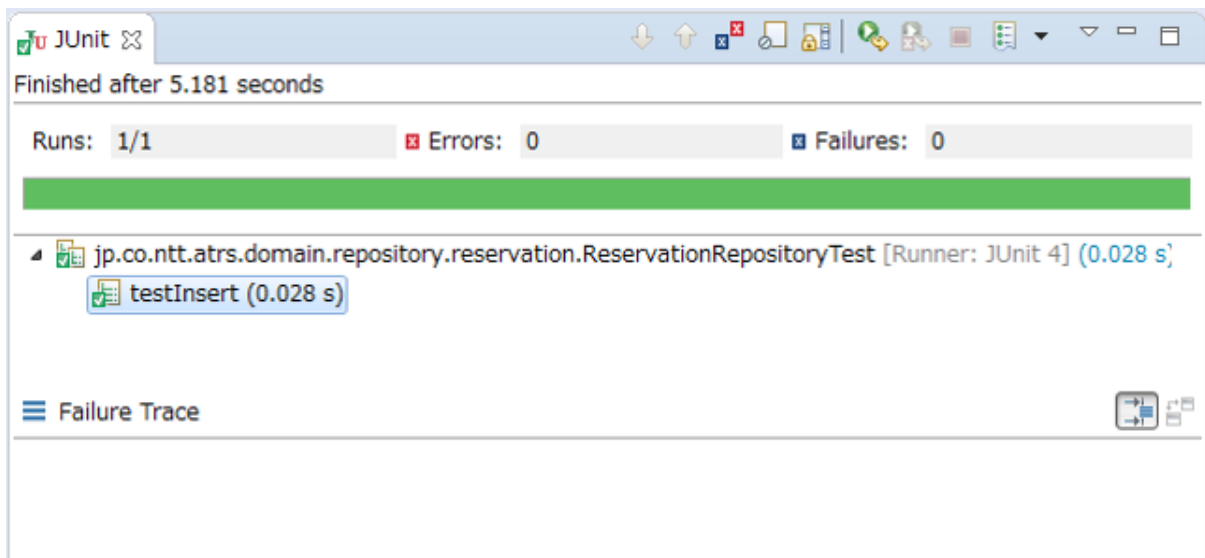 JUnit
Finished after 5.181 seconds
Runs: 1/1 Errors: 0 Failures: 0
jp.co.ntt.atrs.domain.repository.reservation.ReservationRepositoryTest [Runner: JUnit 4] (0.028 s)
testInsert (0.028 s)
Failure Trace